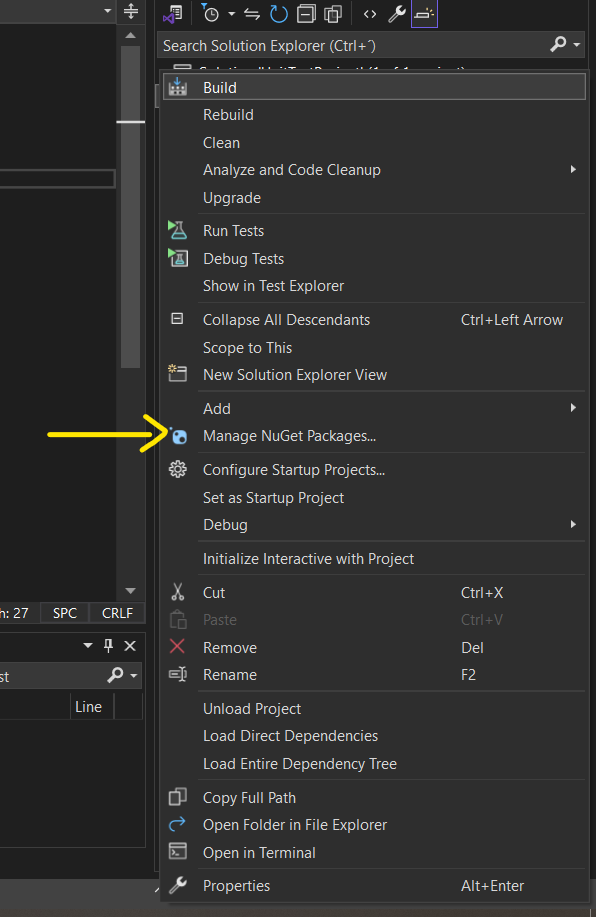 Search Solution Explorer (Ctrl+´)
Build
Rebuild
Clean
Analyze and Code Cleanup
Upgrade
Run Tests
Debug Tests
Show in Test Explorer
Collapse All Descendants Ctrl+Left Arrow
Scope to This
New Solution Explorer View
Add
Manage NuGet Packages...
Configure Startup Projects...
Set as Startup Project
Debug
Initialize Interactive with Project
h: 27 SPC CRLF
Cut Ctrl+X
Paste Ctrl+V
st
Remove Del
Rename F2
Line
Unload Project
Load Direct Dependencies
Load Entire Dependency Tree
Copy Full Path
Open Folder in File Explorer
Open in Terminal
Properties Alt+Enter